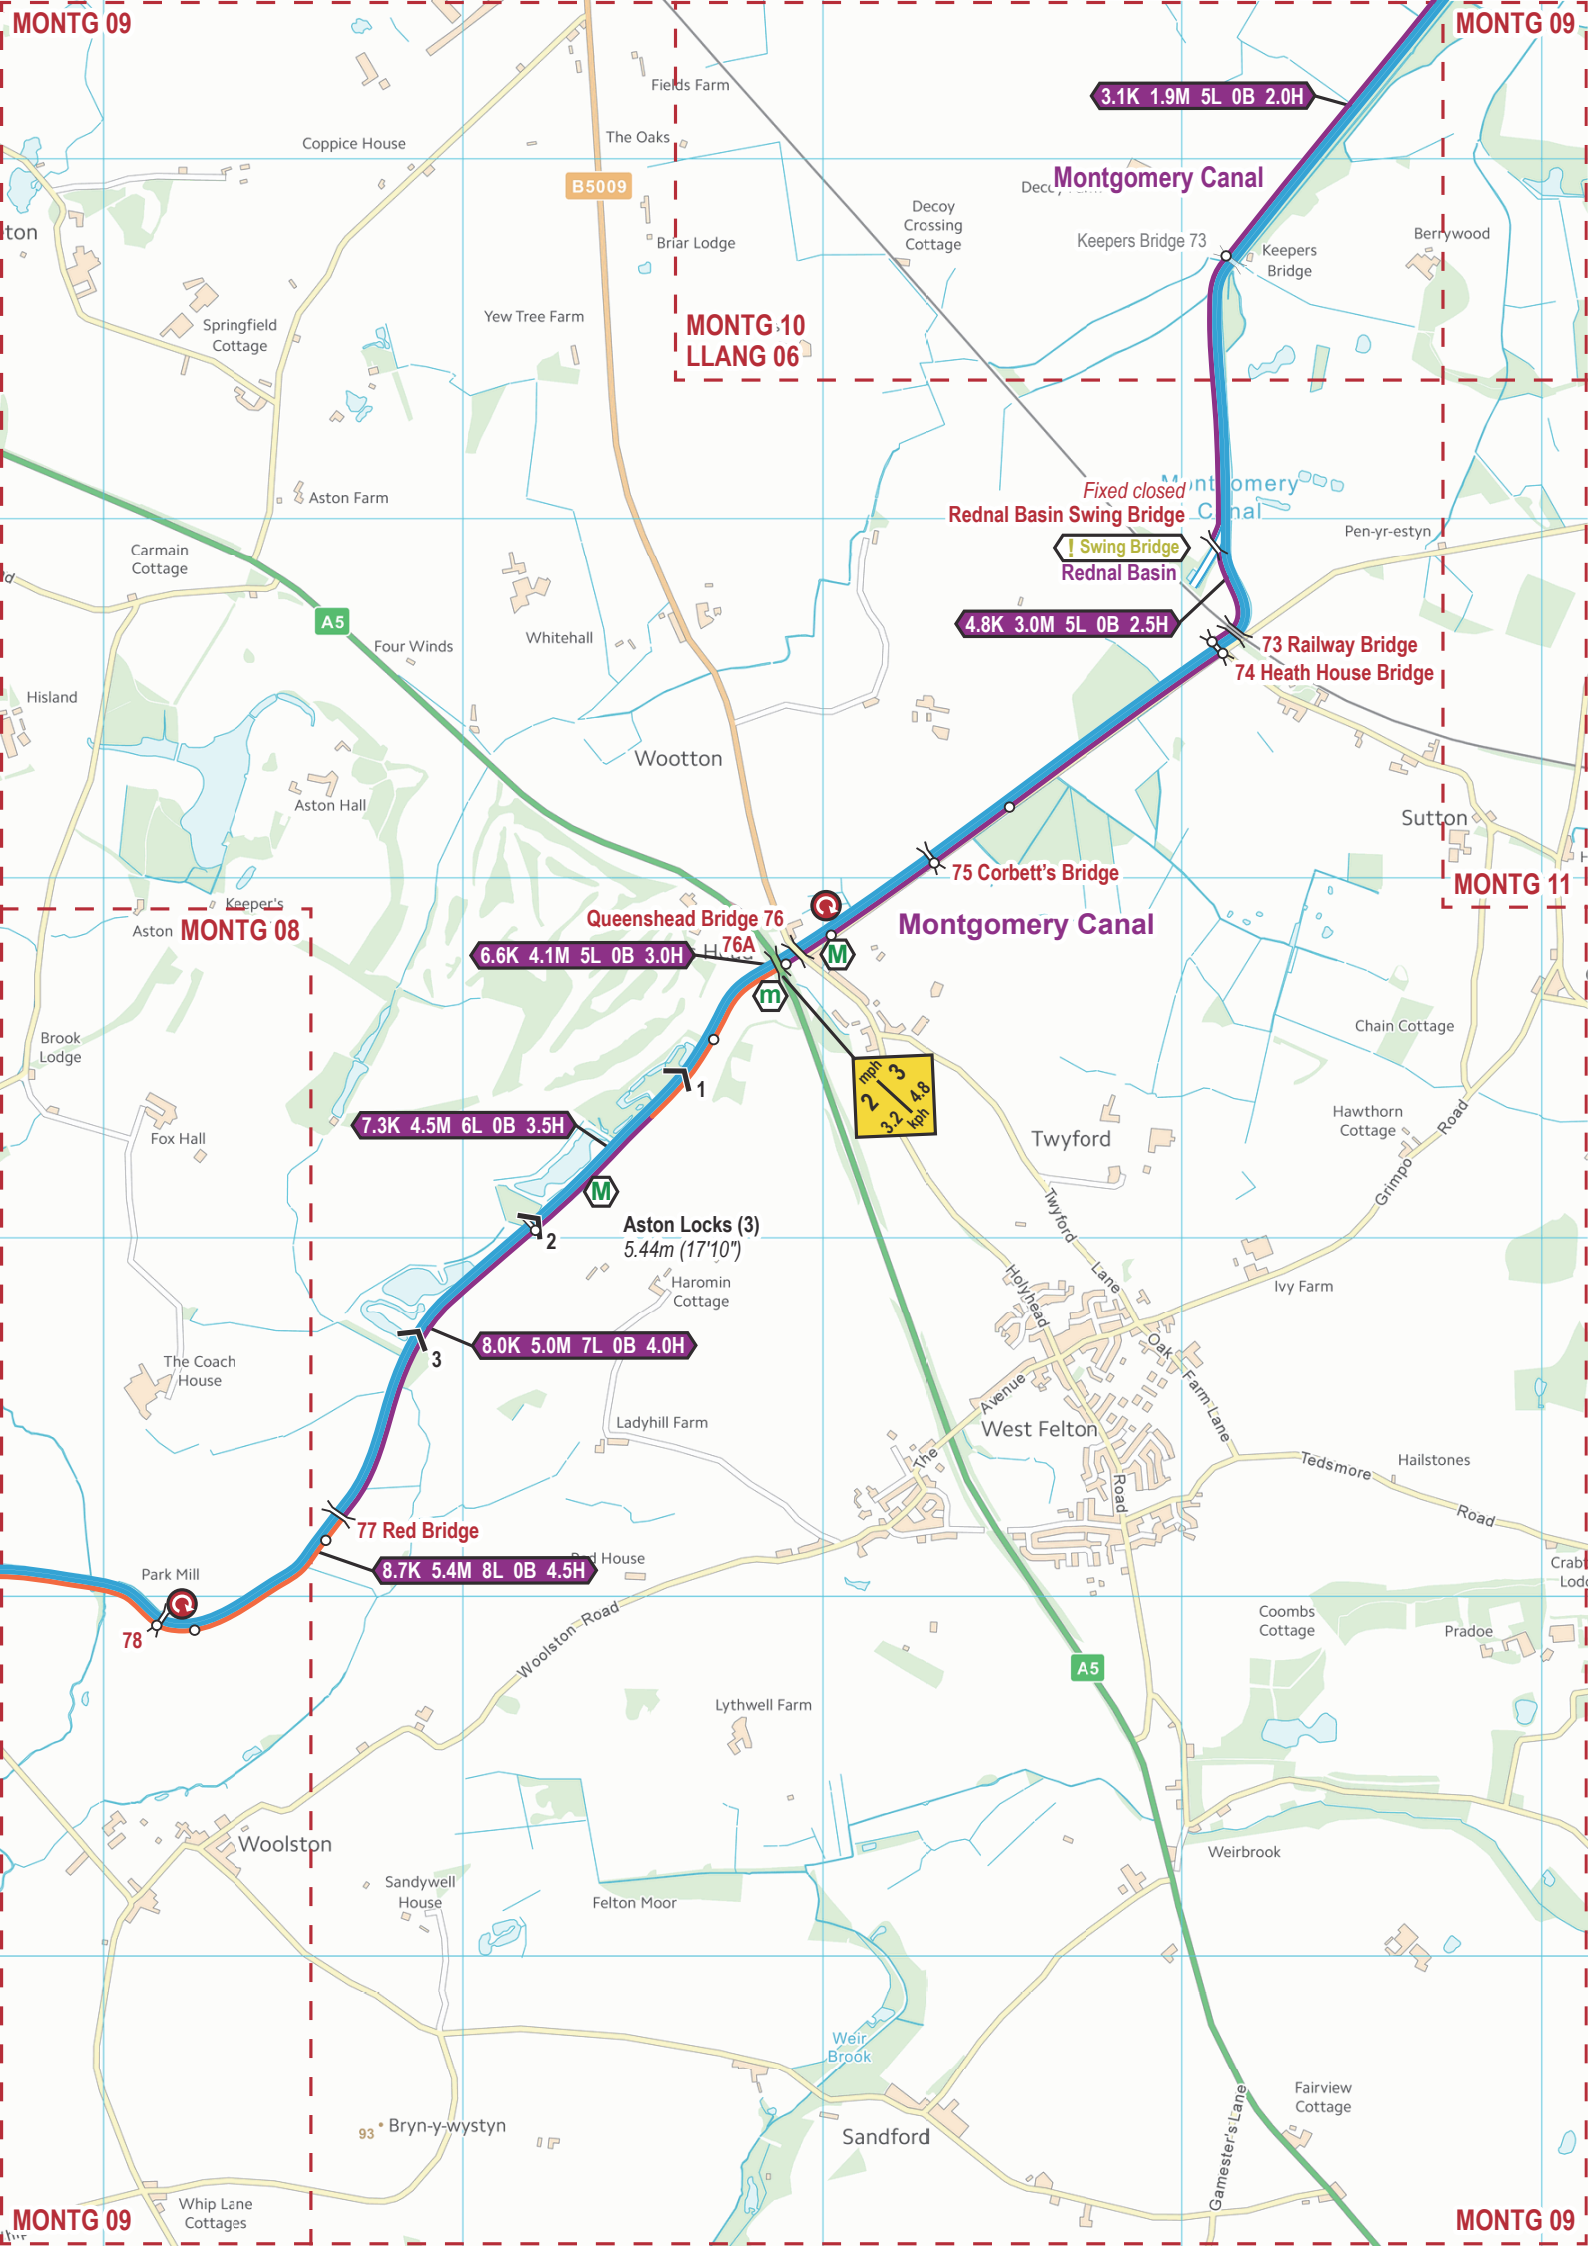 MONTG 09
MONTG 09
Fields Farm
3.1K 1.9M 5L 0B 2.0H
Coppice House
The Oaks
B5009
Montgomery Canal
Decoy
Crossing
Cottage
Briar Lodge
Keepers Bridge 73
Keepers
Bridge
Berrywood
Yew Tree Farm
Springfield
Cottage
MONTG 10
LLANG 06
Aston Farm
Fixed closed
Montgomery
Canal
Rednal Basin Swing Bridge
! Swing Bridge
Rednal Basin
Pen-yr-estyn
Carmain
Cottage
A5
Four Winds
Whitehall
4.8K 3.0M 5L 0B 2.5H
73 Railway Bridge
74 Heath House Bridge
Hisland
Wootton
Aston Hall
Sutton
75 Corbett's Bridge
MONTG 11
Keeper's
Aston
MONTG 08
Queenshead Bridge 76
76A
Montgomery Canal
6.6K 4.1M 5L 0B 3.0H
M
m
Brook
Lodge
Chain Cottage
mph
2
3
3.2
4.8
kph
1
7.3K 4.5M 6L 0B 3.5H
Fox Hall
Twyford
Hawthorn
Cottage
Grimpo
Road
M
Aston Locks (3)
5.44m (17'10")
2
Twyford
Lane
Haromin
Cottage
Holyhead
Road
Ivy Farm
8.0K 5.0M 7L 0B 4.0H
3
The Coach
House
Oak
Farm Lane
The
Avenue
Ladyhill Farm
West Felton
Tedsmore
Road
Hailstones
77 Red Bridge
8.7K 5.4M 8L 0B 4.5H
Park Mill
78
Woolston Road
Coombs
Cottage
Pradoe
A5
Lythwell Farm
Woolston
Weirbrook
Sandywell
House
Felton Moor
Weir
Brook
Bryn-y-wystyn
93
Sandford
Fairview
Cottage
Gamester's Lane
Whip Lane
Cottages
MONTG 09
MONTG 09